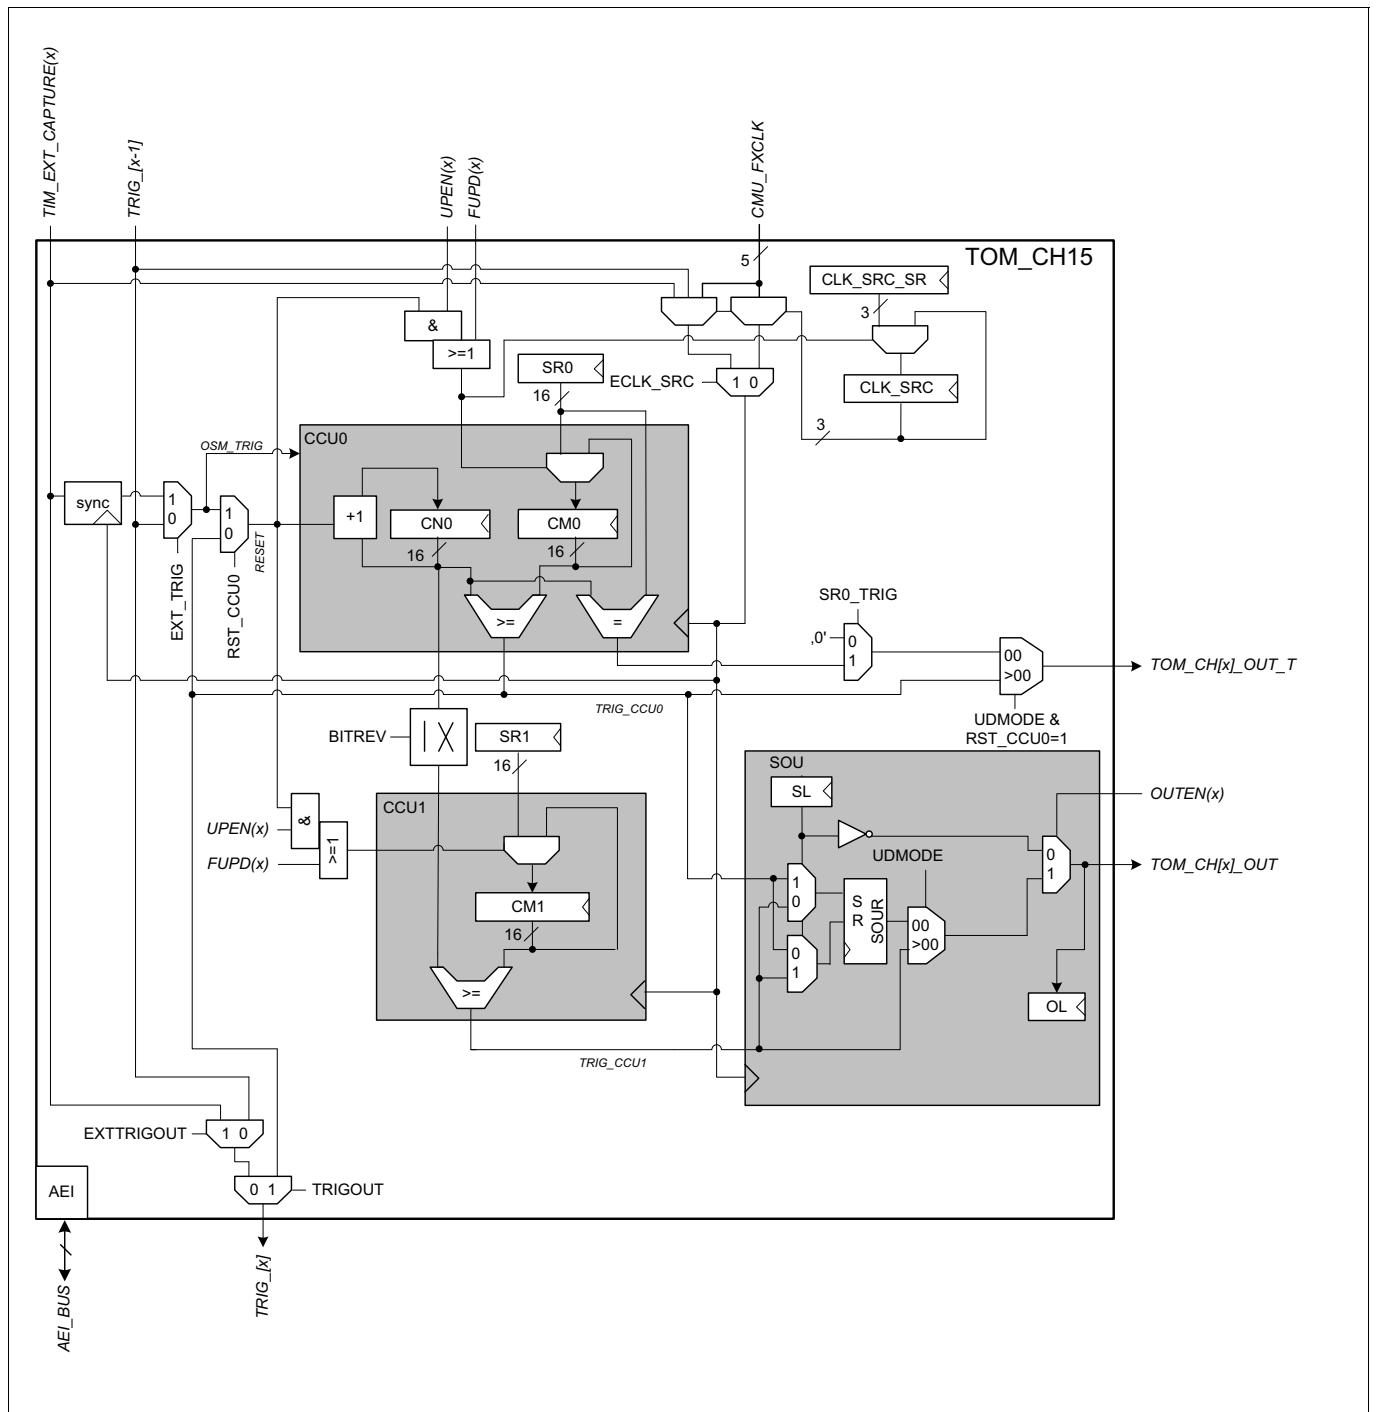 TIM_EXT_CAPTURE(x)
TRIG_[x-1]
UPEN(x)
FUPD(x)
CMU_FXCLK
TOM_CH15
5
CLK_SRC_SR
3
&
>=1
SR0
16
ECLK_SRC
1 0
CLK_SRC
3
CCU0
OSM_TRIG
sync
1
0
1
0
RESET
EXT_TRIG
RST_CCU0
+1
CN0
16
CM0
16
>=
=
SR0_TRIG
‚0'
0
1
00
>00
TOM_CH[x]_OUT_T
UDMODE &
RST_CCU0=1
TRIG_CCU0
BITREV
SR1
16
CCU1
&
>=1
UPEN(x)
FUPD(x)
CM1
16
>=
TRIG_CCU1
SOU
SL
OUTEN(x)
UDMODE
1
0
0
1
S
R
SOUR
00
>00
0
1
TOM_CH[x]_OUT
OL
EXTTRIGOUT
1 0
0 1
TRIGOUT
AEI
AEI_BUS
TRIG_[x]